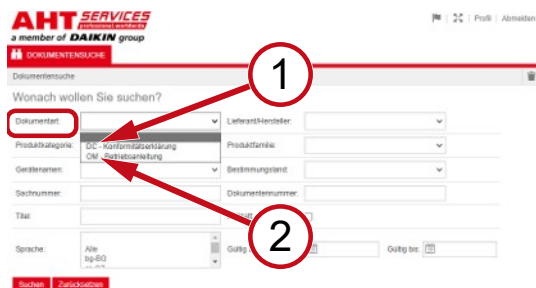 AHT SERVICES
professional.worldwide
a member of DAIKIN group
Profil Abmelden
DOKUMENTENSUCHE
Dokumentensuche
1
Wonach wollen Sie suchen?
Dokumentart: Lieferant/Hersteller:
DC - Konformitätserklärung
OM - Betriebsanleitung
Produktkategorie: Produktfamilie:
Gerätenamen: Bestimmungsland:
Sachnummer: Dokumentennummer:
Titel:
2
Sprache: Alle Gültig Gültig bis:
bg-BG
Suchen Zurücksetzen